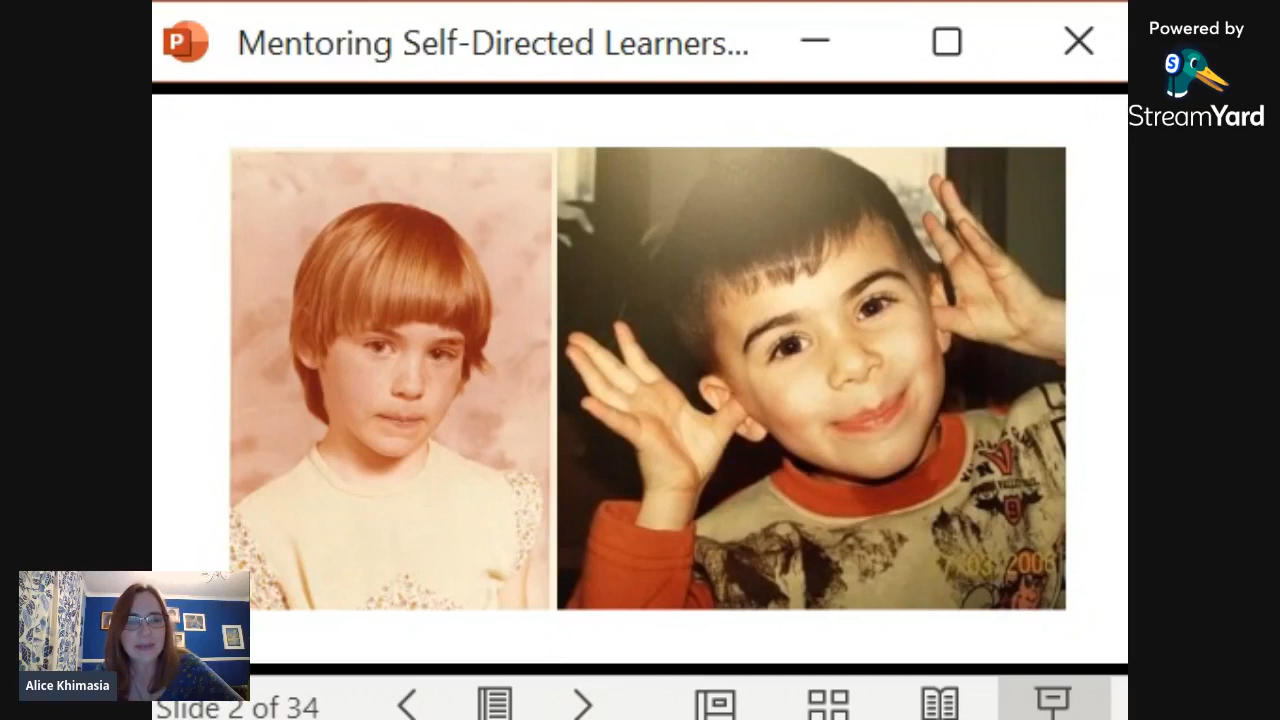 Mentoring Self-Directed Learners...
Powered by
StreamYard
Alice Khimasia
Slide 2 of 34